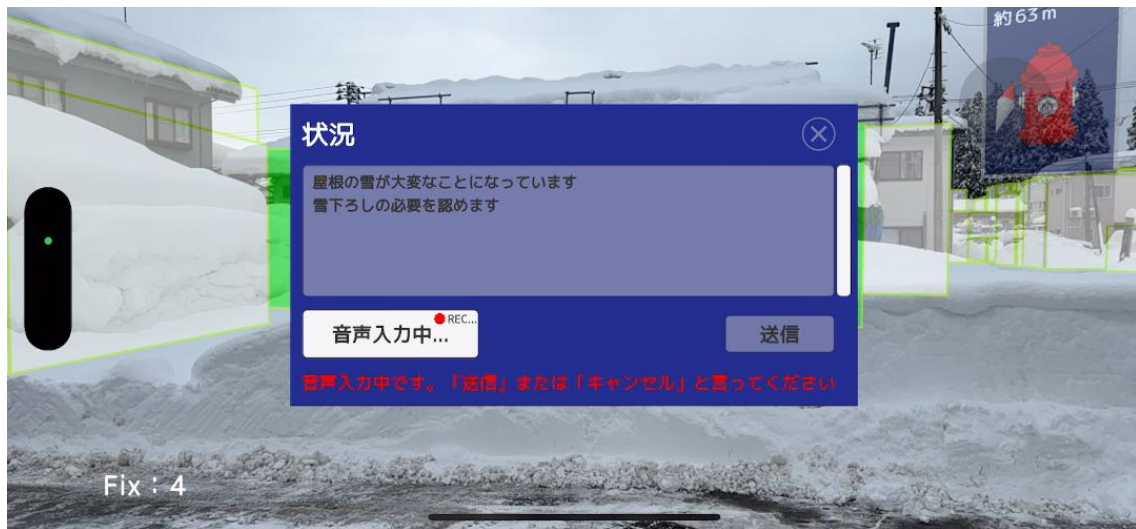 約63m
状況
屋根の雪が大変なことになっています
雪下ろしの必要を認めます
REC...
音声入力中...
送信
音声入力中です。「送信」または「キャンセル」と言ってください
Fix：4